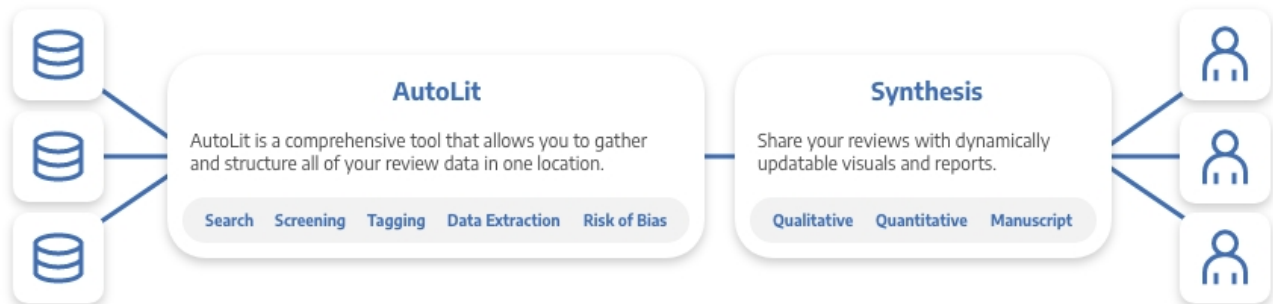 AutoLit
AutoLit is a comprehensive tool that allows you to gather
and structure all of your review data in one location.
Search Screening Tagging Data Extraction Risk of Bias
Synthesis
Share your reviews with dynamically
updatable visuals and reports.
Qualitative Quantitative Manuscript